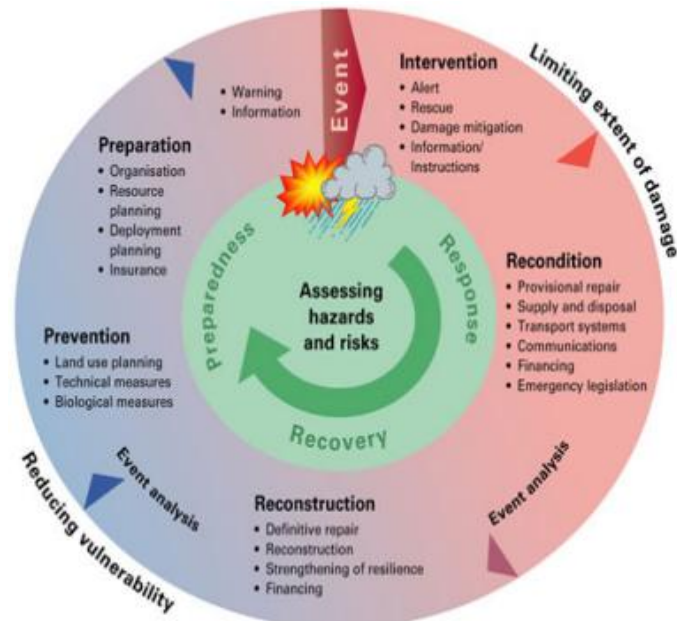 Event
• Warning
• Information
Intervention
• Alert
• Rescue
• Damage mitigation
• Information/
Instructions
Limiting extent of damage
Preparation
• Organisation
• Resource
planning
• Deployment
planning
• Insurance
Preparedness
Assessing
hazards
and risks
Response
Recovery
Recondition
• Provisional repair
• Supply and disposal
• Transport systems
• Communications
• Financing
• Emergency legislation
Prevention
• Land use planning
• Technical measures
• Biological measures
Event analysis
Reducing vulnerability
Reconstruction
• Definitive repair
• Reconstruction
• Strengthening of resilience
• Financing
Event analysis